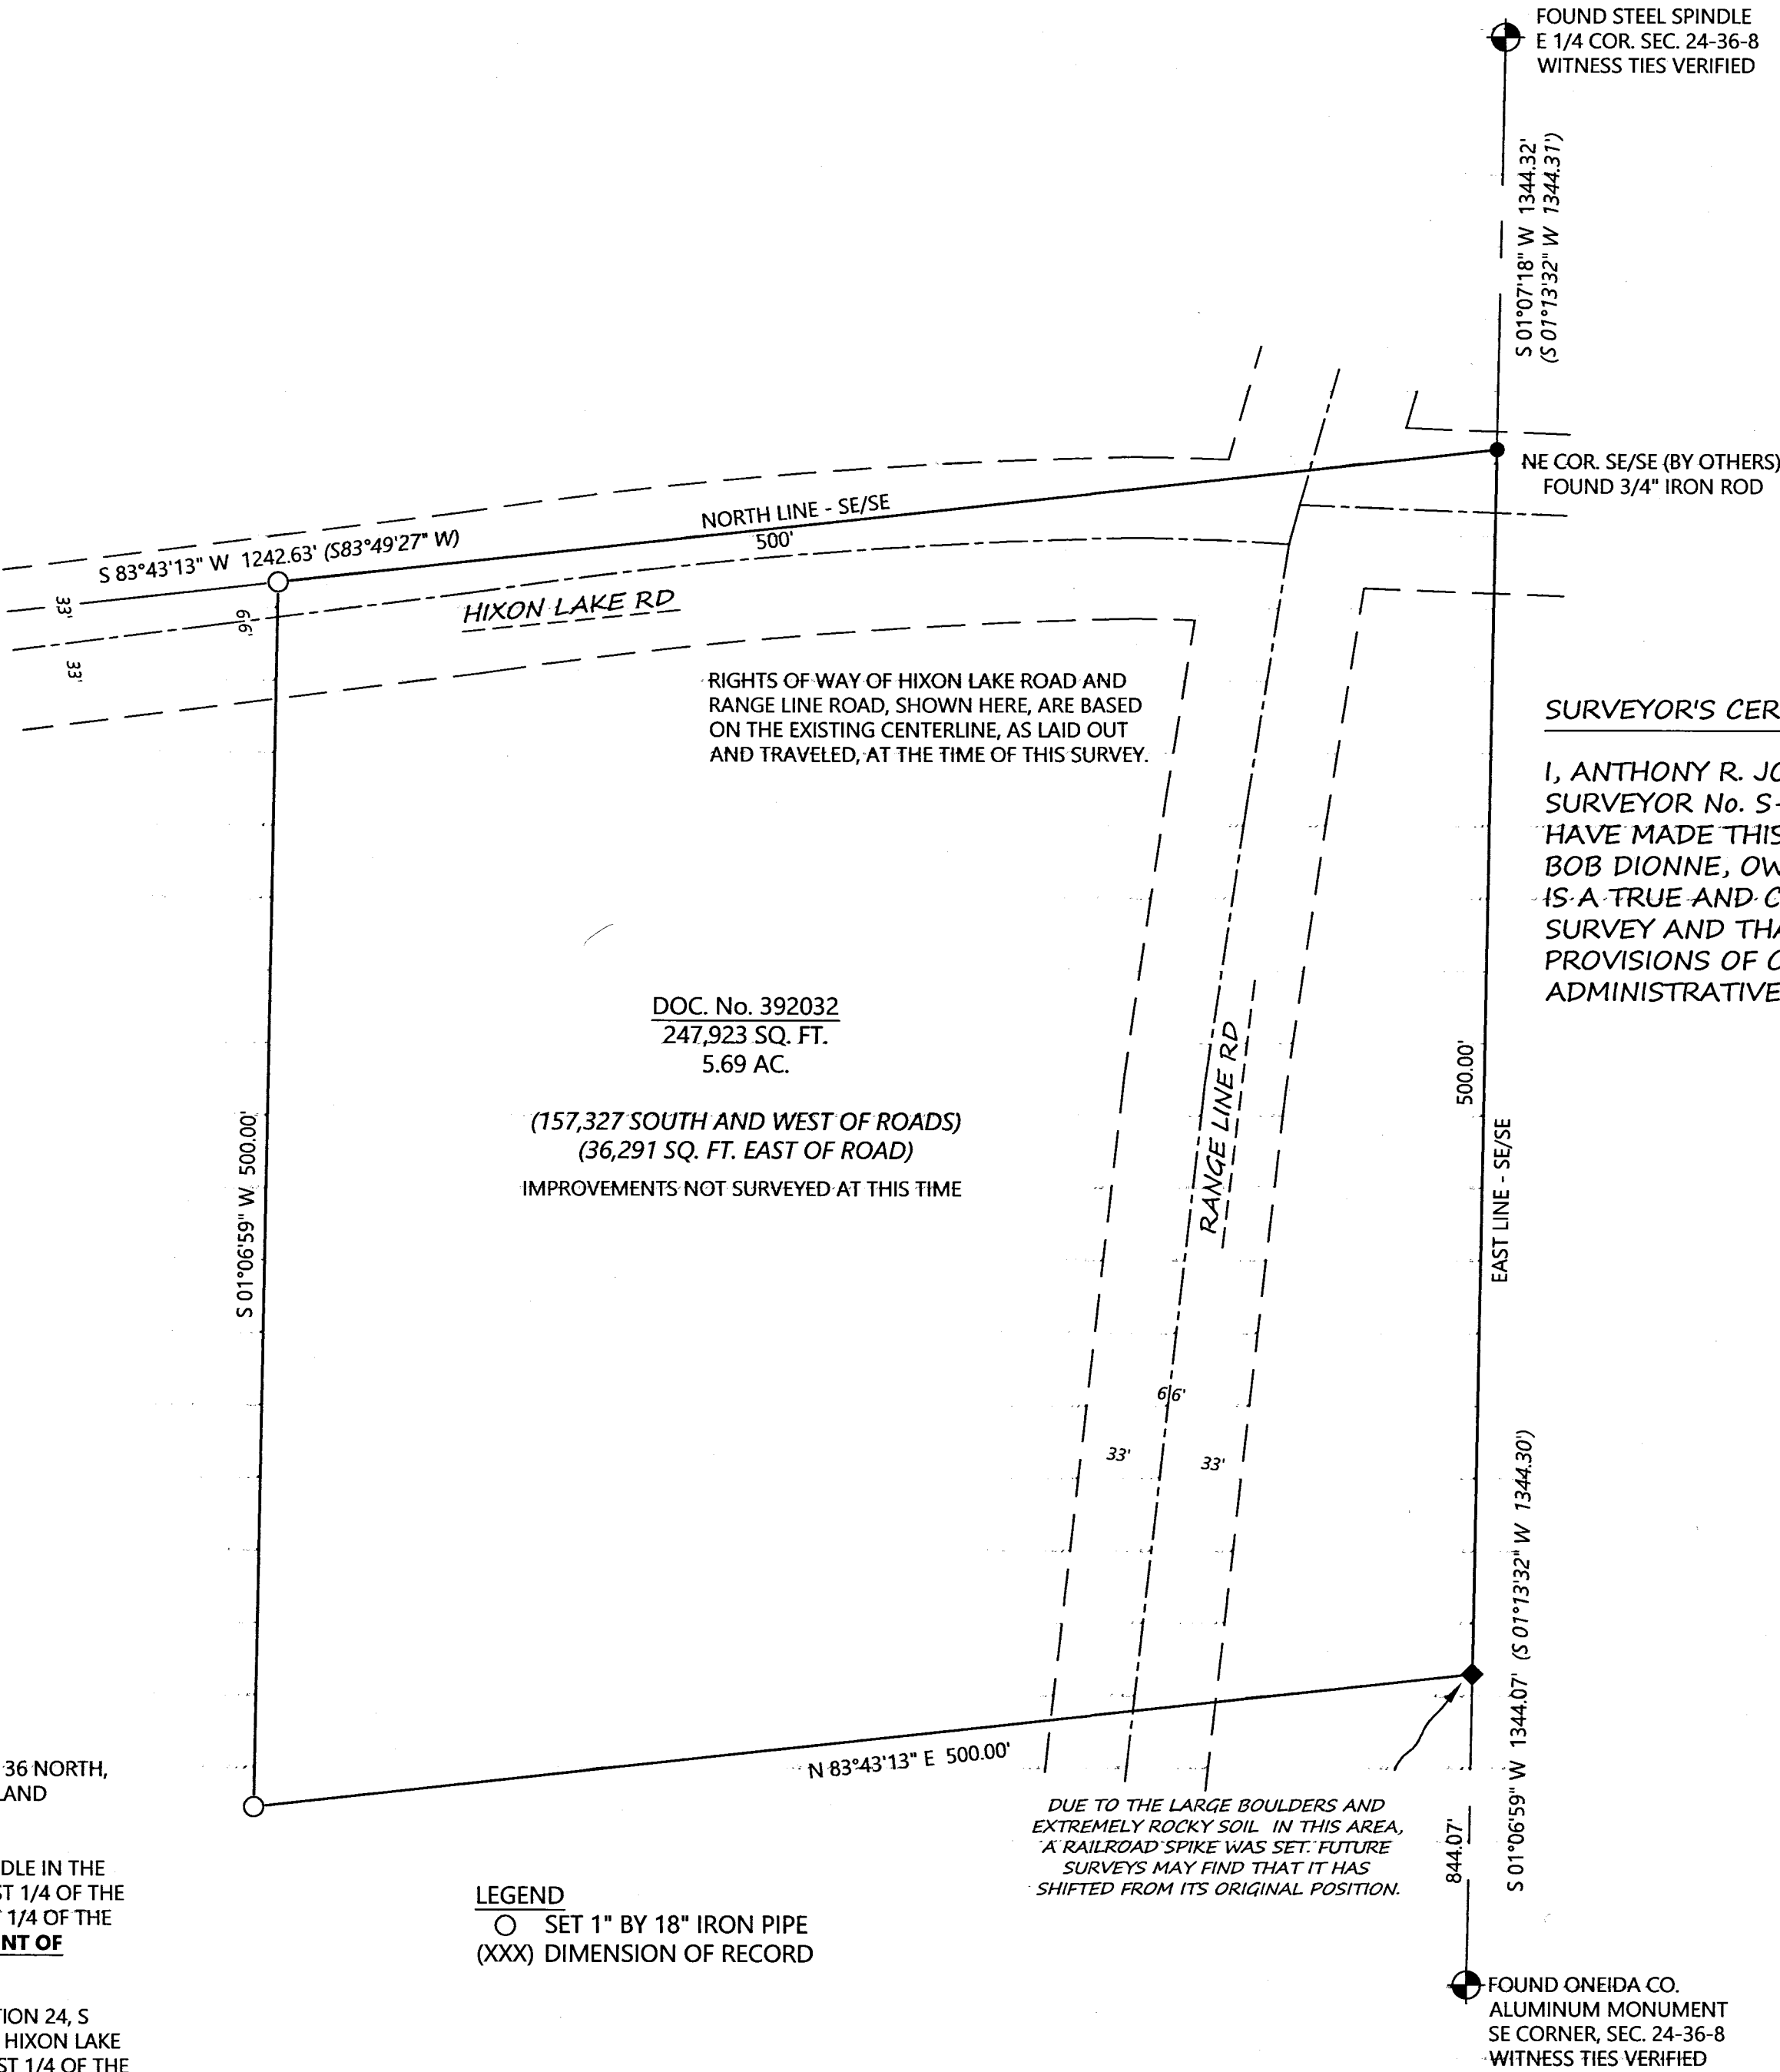 FOUND STEEL SPINDLE
E 1/4 COR. SEC. 24-36-8
WITNESS TIES VERIFIED
S 01°07'18" W 1344.32'
(S 01°13'32" W 1344.31')
NE COR. SE/SE (BY OTHERS)
FOUND 3/4" IRON ROD
NORTH LINE - SE/SE
500'
S 83°43'13" W 1242.63' (S83°49'27" W)
33'
66'
33'
HIXON LAKE RD
RIGHTS OF WAY OF HIXON LAKE ROAD AND
RANGE LINE ROAD, SHOWN HERE, ARE BASED
ON THE EXISTING CENTERLINE, AS LAID OUT
AND TRAVELED, AT THE TIME OF THIS SURVEY.
SURVEYOR'S CER
I, ANTHONY R. JO
SURVEYOR No. S-
HAVE MADE THIS
BOB DIONNE, OW
IS A TRUE AND C
SURVEY AND THA
PROVISIONS OF C
ADMINISTRATIVE
DOC. No. 392032
247,923 SQ. FT.
5.69 AC.
(157,327 SOUTH AND WEST OF ROADS)
(36,291 SQ. FT. EAST OF ROAD)
IMPROVEMENTS NOT SURVEYED AT THIS TIME
S 01°06'59" W 500.00'
RANGE LINE RD
500.00'
EAST LINE - SE/SE
66'
33'
33'
S 01°06'59" W 1344.07' (S 01°13'32" W 1344.30')
N 83°43'13" E 500.00'
844.07'
DUE TO THE LARGE BOULDERS AND
EXTREMELY ROCKY SOIL IN THIS AREA,
A RAILROAD SPIKE WAS SET. FUTURE
SURVEYS MAY FIND THAT IT HAS
SHIFTED FROM ITS ORIGINAL POSITION.
36 NORTH,
LAND
DLE IN THE
ST 1/4 OF THE
1/4 OF THE
NT OF
TION 24, S
HIXON LAKE
ST 1/4 OF THE
LEGEND
SET 1" BY 18" IRON PIPE
(XXX) DIMENSION OF RECORD
FOUND ONEIDA CO.
ALUMINUM MONUMENT
SE CORNER, SEC. 24-36-8
WITNESS TIES VERIFIED